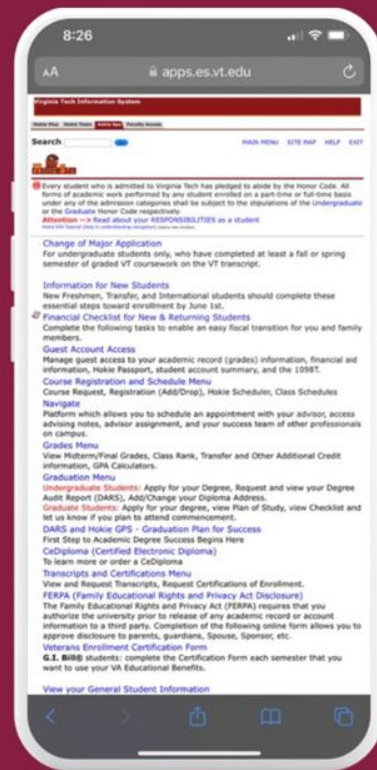 8:26
AA apps.es.vt.edu
Virginia Tech Information System
Hokie Plus Hokie Team Hokie Spa Faculty Access
Search
MAIN MENU SITE MAP HELP EXIT
Every student who is admitted to Virginia Tech has pledged to abide by the Honor Code. All
forms of academic work performed by any student enrolled on a part-time or full-time basis
under any of the admission categories shall be subject to the stipulations of the Undergraduate
or the Graduate Honor Code respectively.
Attention --> Read about your RESPONSIBILITIES as a student
Change of Major Application
For undergraduate students only, who have completed at least a fall or spring
semester of graded VT coursework on the VT transcript.
Information for New Students
New Freshmen, Transfer, and International students should complete these
essential steps toward enrollment by June 1st.
Financial Checklist for New & Returning Students
Complete the following tasks to enable an easy fiscal transition for you and family
members.
Guest Account Access
Manage guest access to your academic record (grades) information, financial aid
information, Hokie Passport, student account summary, and the 1098T.
Course Registration and Schedule Menu
Course Request, Registration (Add/Drop), Hokie Scheduler, Class Schedules
Navigate
Platform which allows you to schedule an appointment with your advisor, access
advising notes, advisor assignment, and your success team of other professionals
on campus.
Grades Menu
View Midterm/Final Grades, Class Rank, Transfer and Other Additional Credit
information, GPA Calculators.
Graduation Menu
Undergraduate Students: Apply for your Degree, Request and view your Degree
Audit Report (DARS), Add/Change your Diploma Address.
Graduate Students: Apply for your degree, view Plan of Study, view Checklist and
let us know if you plan to attend commencement.
DARS and Hokie GPS - Graduation Plan for Success
First Step to Academic Degree Success Begins Here
CeDiploma (Certified Electronic Diploma)
To learn more or order a CeDiploma
Transcripts and Certifications Menu
View and Request Transcripts, Request Certifications of Enrollment.
FERPA (Family Educational Rights and Privacy Act Disclosure)
The Family Educational Rights and Privacy Act (FERPA) requires that you
authorize the university prior to release of any academic record or account
information to a third party. Completion of the following online form allows you to
approve disclosure to parents, guardians, Spouse, Sponsor, etc.
Veterans Enrollment Certification Form
G.I. Bill® students: complete the Certification Form each semester that you
want to use your VA Educational Benefits.
View your General Student Information